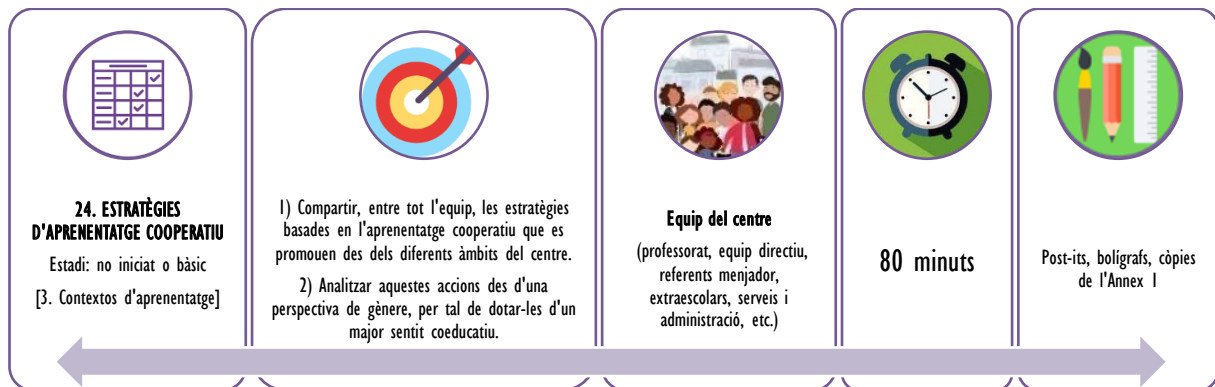 24. ESTRATÈGIES
D'APRENENTATGE COOPERATIU
Estadi: no iniciat o bàsic
[3. Contextos d'aprenentatge]
1) Compartir, entre tot l'equip, les estratègies
basades en l'aprenentatge cooperatiu que es
promouen des dels diferents àmbits del centre.
2) Analitzar aquestes accions des d'una
perspectiva de gènere, per tal de dotar-les d'un
major sentit coeducatiu.
Equip del centre
(professorat, equip directiu,
referents menjador,
extraescolars, serveis i
administració, etc.)
80 minuts
Post-its, bolígrafs, còpies
de l'Annex 1